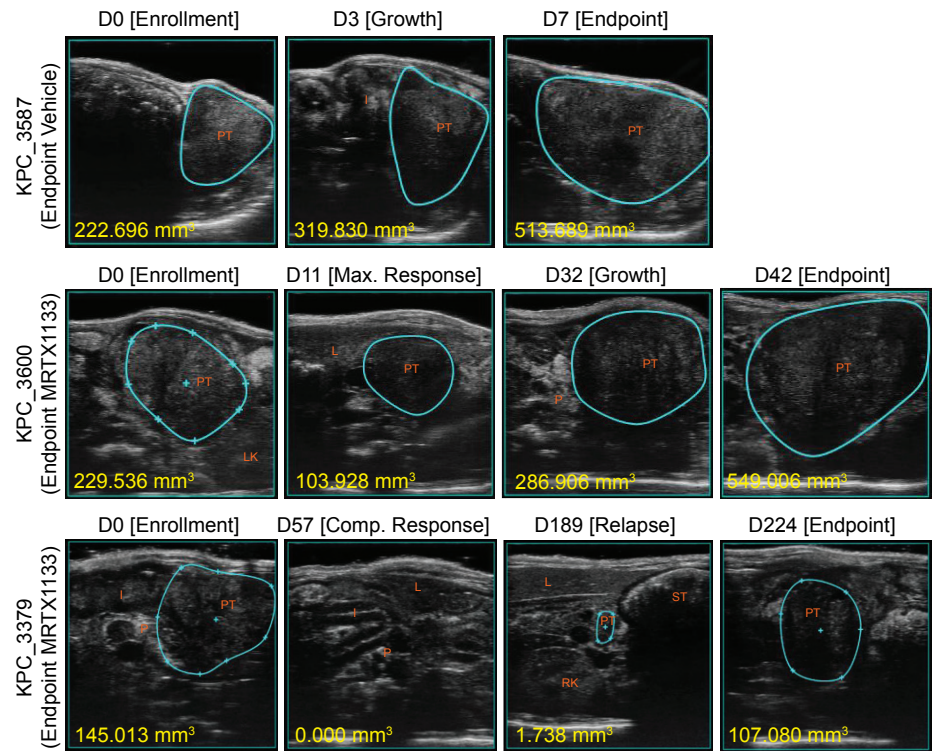 D0 [Enrollment]
D3 [Growth]
D7 [Endpoint]
KPC_3587
(Endpoint Vehicle)
PT
222.696 mm³
I
PT
319.830 mm³
PT
513.689 mm³
D0 [Enrollment]
D11 [Max. Response]
D32 [Growth]
D42 [Endpoint]
KPC_3600
(Endpoint MRTX1133)
PT
LK
229.536 mm³
L
PT
103.928 mm³
PT
P
286.906 mm³
PT
549.006 mm³
D0 [Enrollment]
D57 [Comp. Response]
D189 [Relapse]
D224 [Endpoint]
KPC_3379
(Endpoint MRTX1133)
I
PT
P
145.013 mm³
L
I
P
0.000 mm³
L
ST
PT
RK
1.738 mm³
PT
107.080 mm³